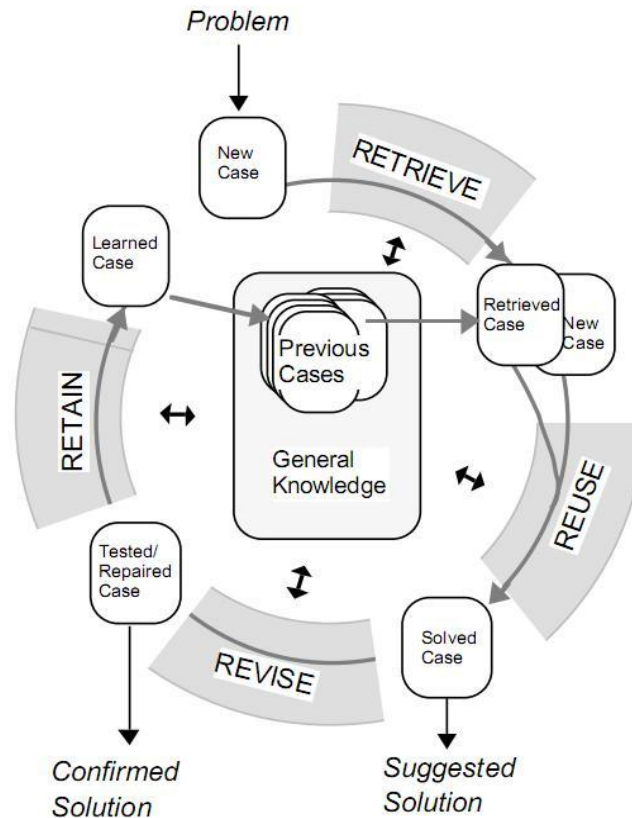 Problem
New
Case
RETRIEVE
Learned
Case
Retrieved
Case
New
Case
Previous
Cases
General
Knowledge
RETAIN
REUSE
Tested/
Repaired
Case
REVISE
Solved
Case
Confirmed
Solution
Suggested
Solution